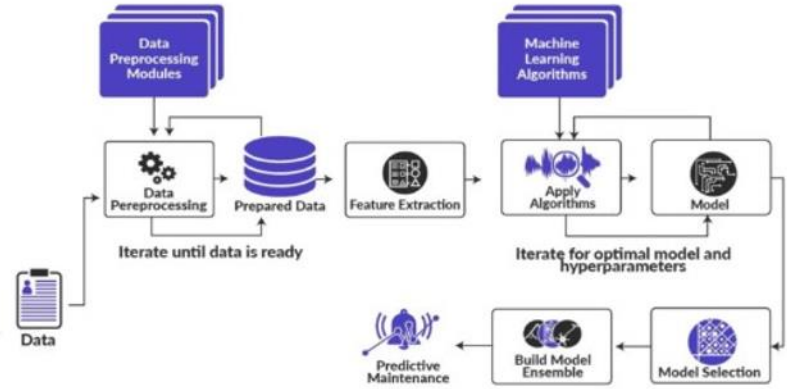 Data
Preprocessing
Modules
Machine
Learning
Algorithms
Data
Pereprocessing
Prepared Data
Feature Extraction
Apply
Algorithms
Model
Iterate until data is ready
Iterate for optimal model and
hyperparameters
Data
Predictive
Maintenance
Build Model
Ensemble
Model Selection